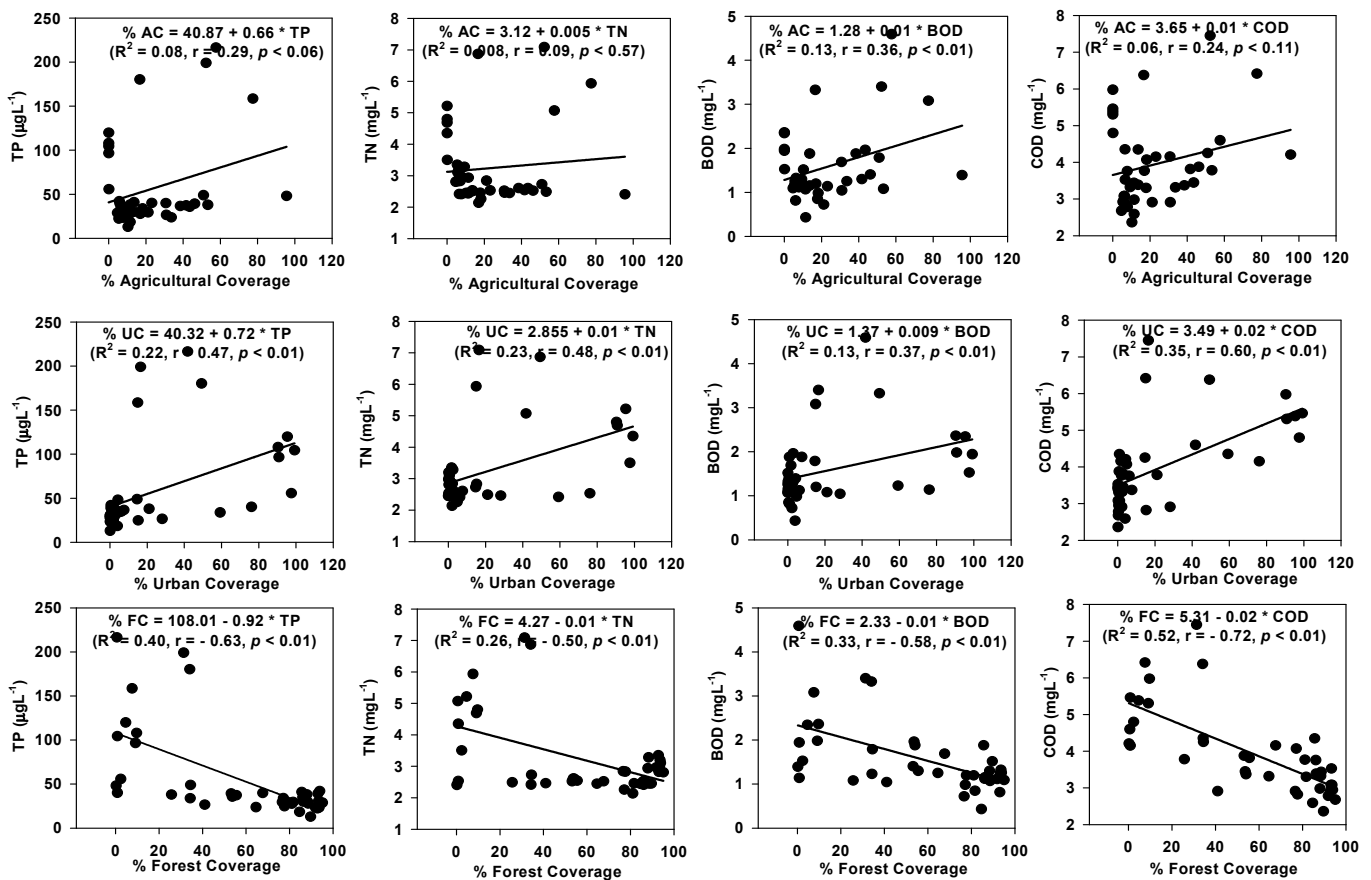 % AC = 40.87 + 0.66 * TP
(R² = 0.08, r = 0.29, p < 0.06)
TP (µgL⁻¹)
250
200
150
100
50
0
0 20 40 60 80 100 120
% Agricultural Coverage
% AC = 3.12 + 0.005 * TN
(R² = 0.008, r = 0.09, p < 0.57)
TN (mgL⁻¹)
8
7
6
5
4
3
2
1
0 20 40 60 80 100 120
% Agricultural Coverage
% AC = 1.28 + 0.01 * BOD
(R² = 0.13, r = 0.36, p < 0.01)
BOD (mgL⁻¹)
5
4
3
2
1
0
0 20 40 60 80 100 120
% Agricultural Coverage
% AC = 3.65 + 0.01 * COD
(R² = 0.06, r = 0.24, p < 0.11)
COD (mgL⁻¹)
8
7
6
5
4
3
2
0 20 40 60 80 100 120
% Agricultural Coverage
% UC = 40.32 + 0.72 * TP
(R² = 0.22, r = 0.47, p < 0.01)
TP (µgL⁻¹)
250
200
150
100
50
0
0 20 40 60 80 100 120
% Urban Coverage
% UC = 2.855 + 0.01 * TN
(R² = 0.23, r = 0.48, p < 0.01)
TN (mgL⁻¹)
8
7
6
5
4
3
2
1
0 20 40 60 80 100 120
% Urban Coverage
% UC = 1.37 + 0.009 * BOD
(R² = 0.13, r = 0.37, p < 0.01)
BOD (mgL⁻¹)
5
4
3
2
1
0
0 20 40 60 80 100 120
% Urban Coverage
% UC = 3.49 + 0.02 * COD
(R² = 0.35, r = 0.60, p < 0.01)
COD (mgL⁻¹)
8
7
6
5
4
3
2
0 20 40 60 80 100 120
% Urban Coverage
% FC = 108.01 - 0.92 * TP
(R² = 0.40, r = - 0.63, p < 0.01)
TP (µgL⁻¹)
250
200
150
100
50
0
0 20 40 60 80 100
% Forest Coverage
% FC = 4.27 - 0.01 * TN
(R² = 0.26, r = - 0.50, p < 0.01)
TN (mgL⁻¹)
8
7
6
5
4
3
2
1
0 20 40 60 80 100
% Forest Coverage
% FC = 2.33 - 0.01 * BOD
(R² = 0.33, r = - 0.58, p < 0.01)
BOD (mgL⁻¹)
5
4
3
2
1
0
0 20 40 60 80 100
% Forest Coverage
% FC = 5.31 - 0.02 * COD
(R² = 0.52, r = - 0.72, p < 0.01)
COD (mgL⁻¹)
8
7
6
5
4
3
2
0 20 40 60 80 100
% Forest Coverage